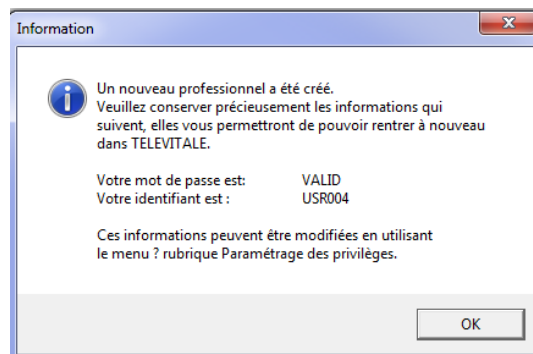 Information
Un nouveau professionnel a été créé.
Veuillez conserver précieusement les informations qui
suivent, elles vous permettront de pouvoir rentrer à nouveau
dans TELEVITALE.
Votre mot de passe est: VALID
Votre identifiant est : USR004
Ces informations peuvent être modifiées en utilisant
le menu ? rubrique Paramétrage des privilèges.
OK